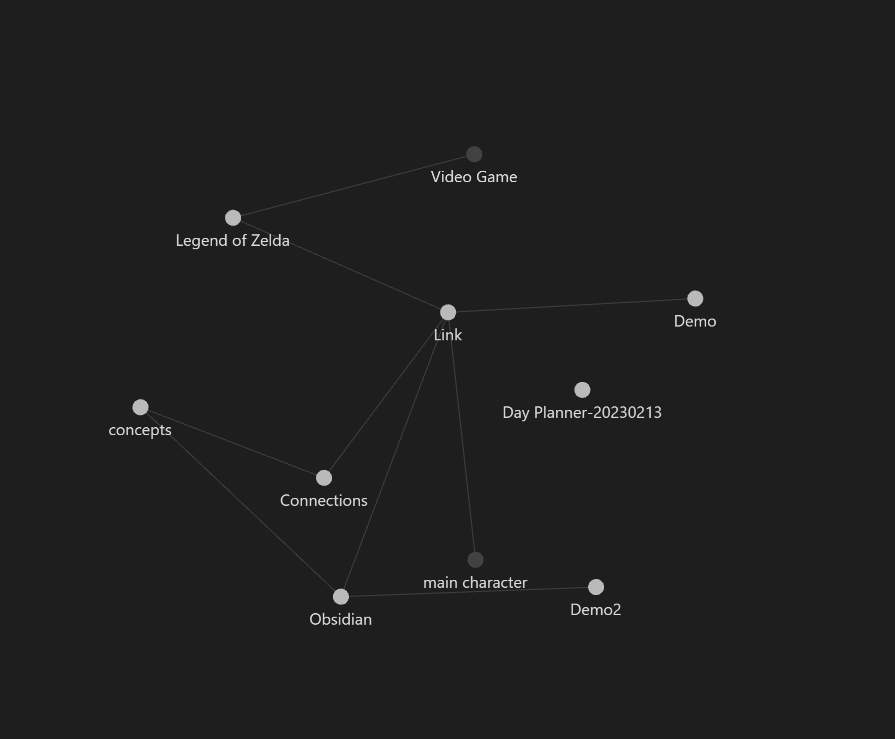 Video Game
Legend of Zelda
Demo
Link
Day Planner-20230213
concepts
Connections
main character
Demo2
Obsidian